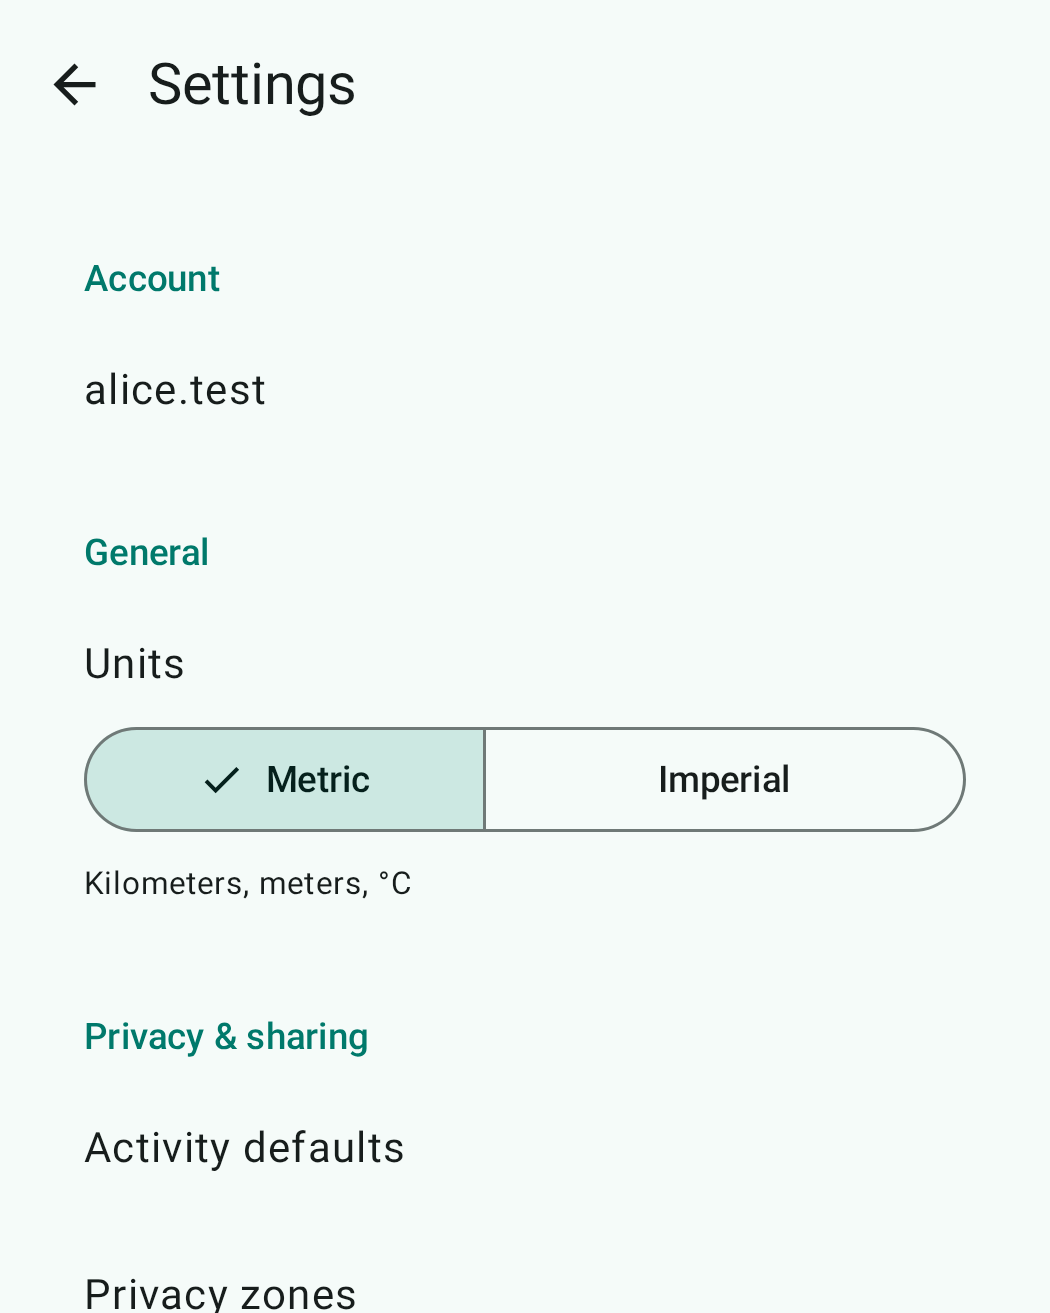 Settings
Account
alice.test
General
Units
Metric Imperial
Kilometers, meters, °C
Privacy & sharing
Activity defaults
Privacy zones